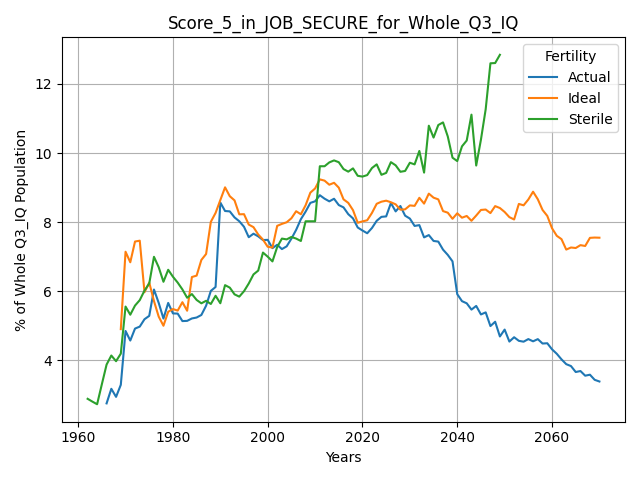 Score_5_in_JOB_SECURE_for_Whole_Q3_IQ
% of Whole Q3_IQ Population
12
10
8
6
4
Fertility
Actual
Ideal
Sterile
1960
1980
2000
2020
2040
2060
Years